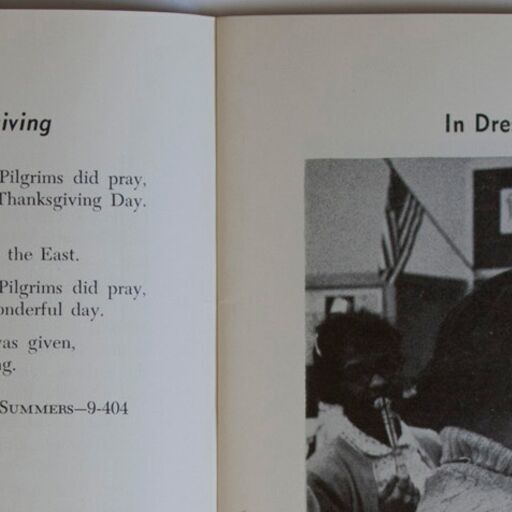 iving
Pilgrims did pray,
Thanksgiving Day.
the East.
Pilgrims did pray,
onderful day.
was given,
g.
SUMMERS—9-404
In Dre